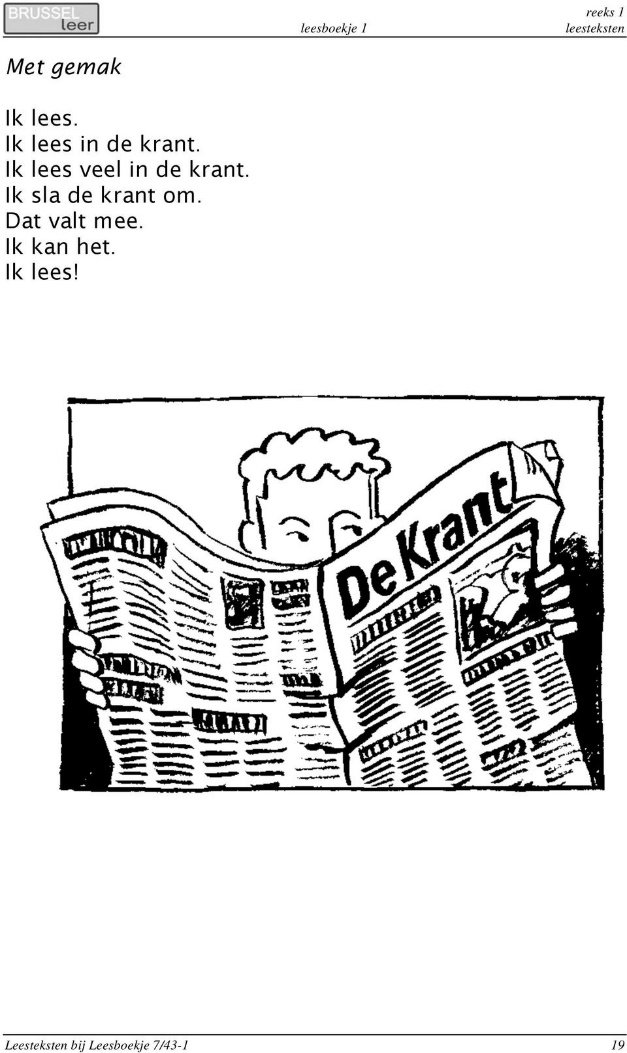 BRUSSEL
leer
leesboekje 1
reeks 1
leesteksten
Met gemak
Ik lees.
Ik lees in de krant.
Ik lees veel in de krant.
Ik sla de krant om.
Dat valt mee.
Ik kan het.
Ik lees!
De Krant
Leesteksten bij Leesboekje 7/43-1
19